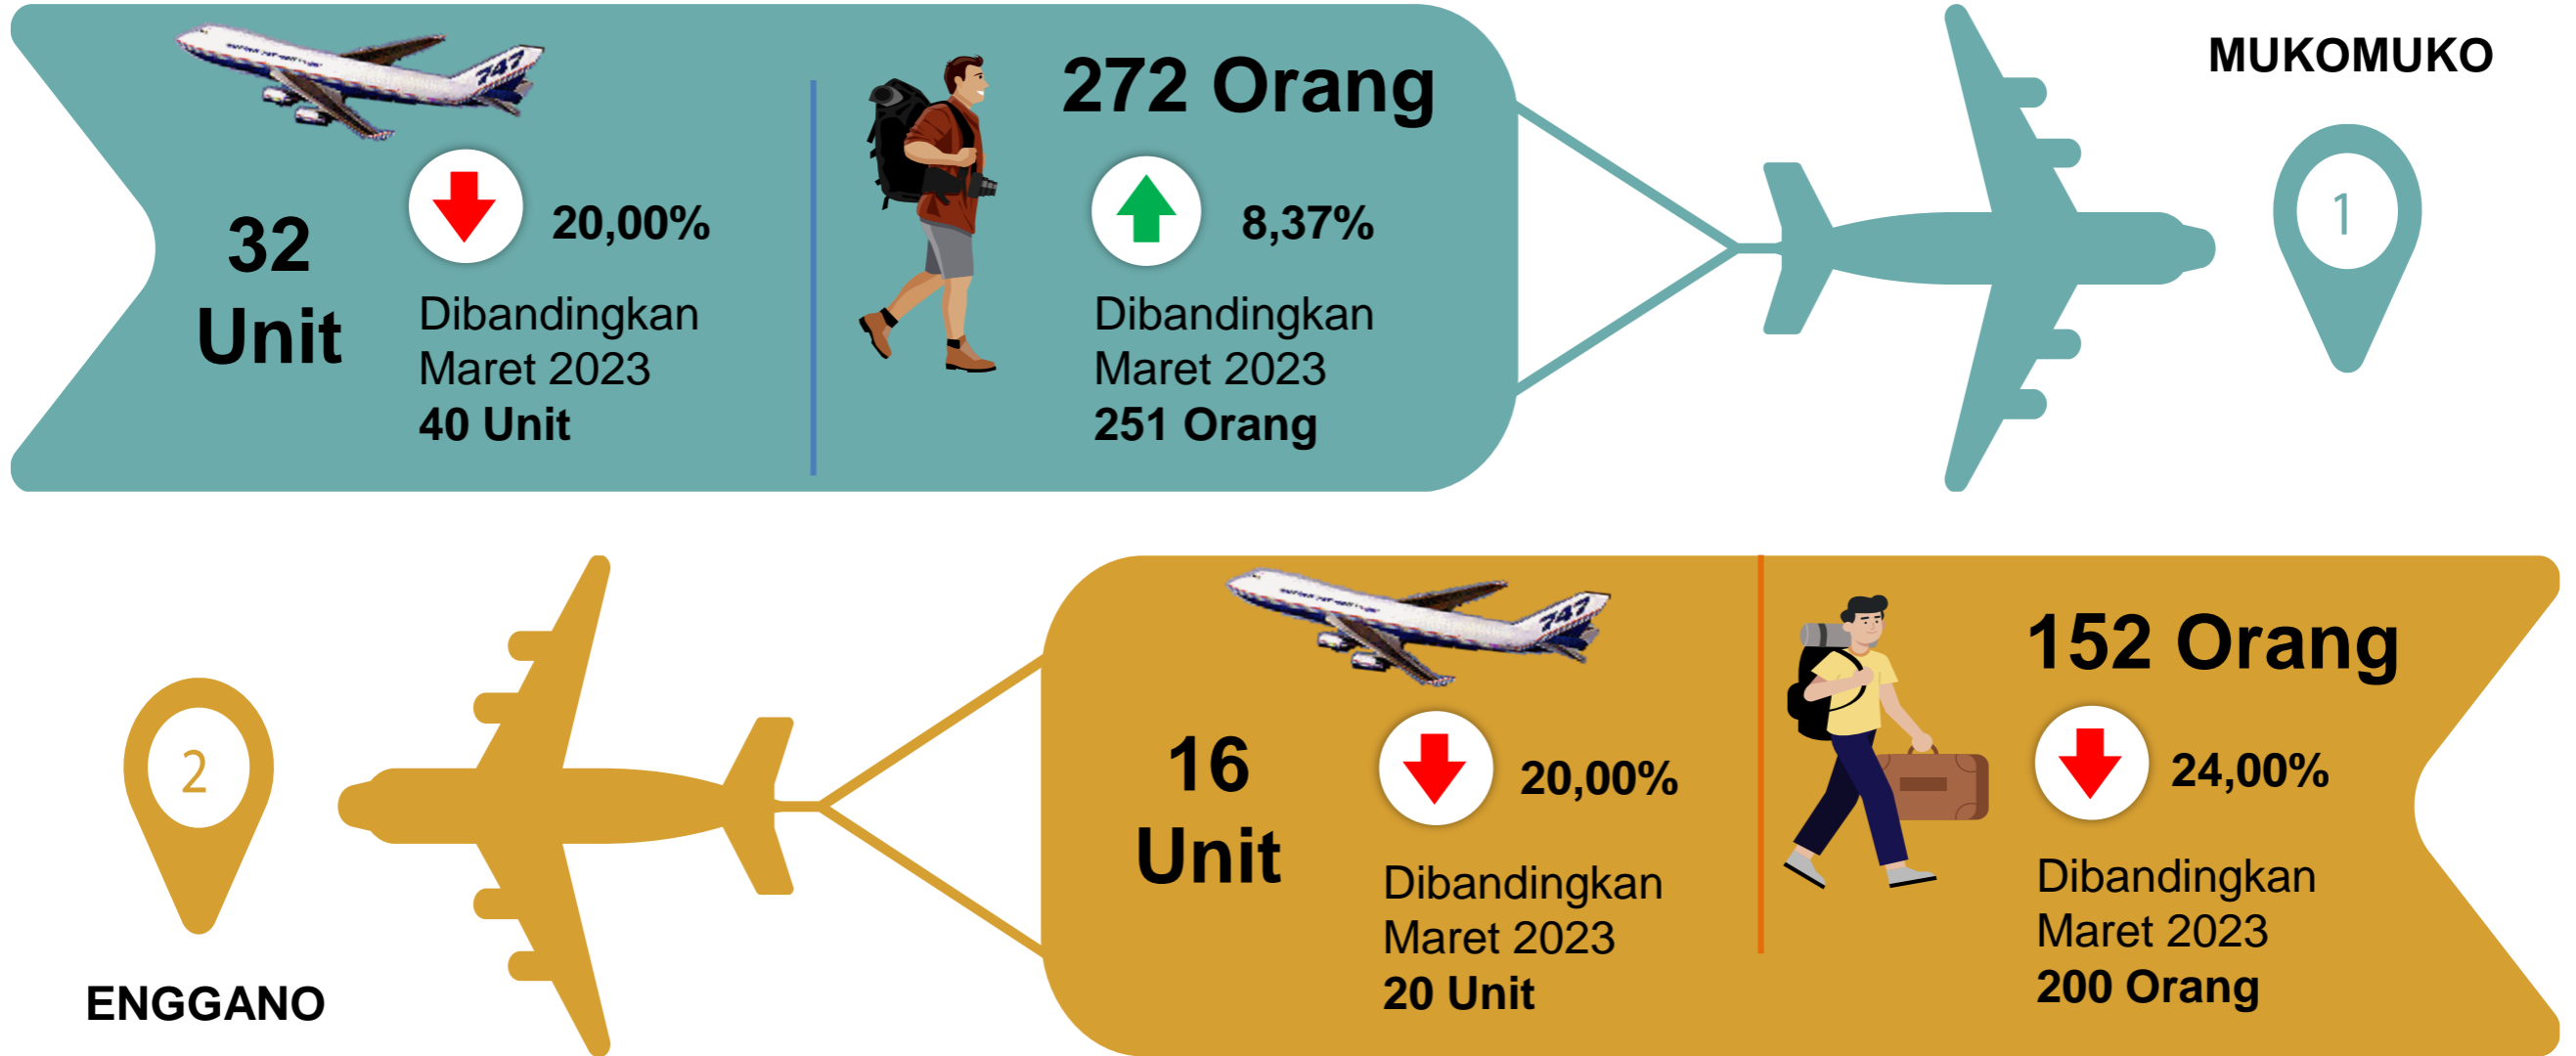 MUKOMUKO
1
747
32
Unit
20,00%
Dibandingkan
Maret 2023
40 Unit
272 Orang
8,37%
Dibandingkan
Maret 2023
251 Orang
2
ENGGANO
747
16
Unit
20,00%
Dibandingkan
Maret 2023
20 Unit
152 Orang
24,00%
Dibandingkan
Maret 2023
200 Orang